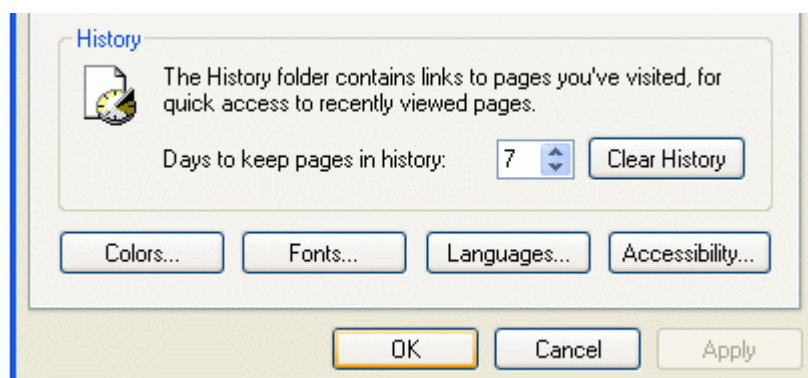 History
The History folder contains links to pages you've visited, for
quick access to recently viewed pages.
Days to keep pages in history: 7 Clear History
Colors... Fonts... Languages... Accessibility...
OK Cancel Apply